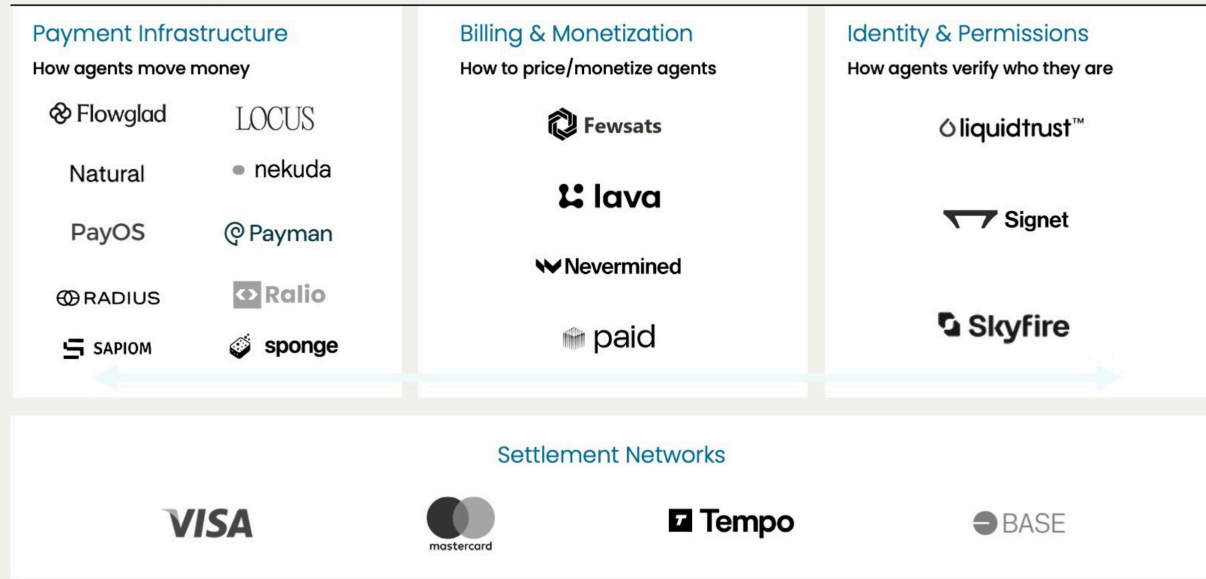 Payment Infrastructure
How agents move money
Flowglad
LOCUS
Natural
nekuda
PayOS
Payman
RADIUS
Ralio
SAPIOM
sponge
Billing & Monetization
How to price/monetize agents
Fewsats
lava
Nevermined
paid
Identity & Permissions
How agents verify who they are
liquidtrust™
Signet
Skyfire
Settlement Networks
VISA
mastercard
T Tempo
BASE